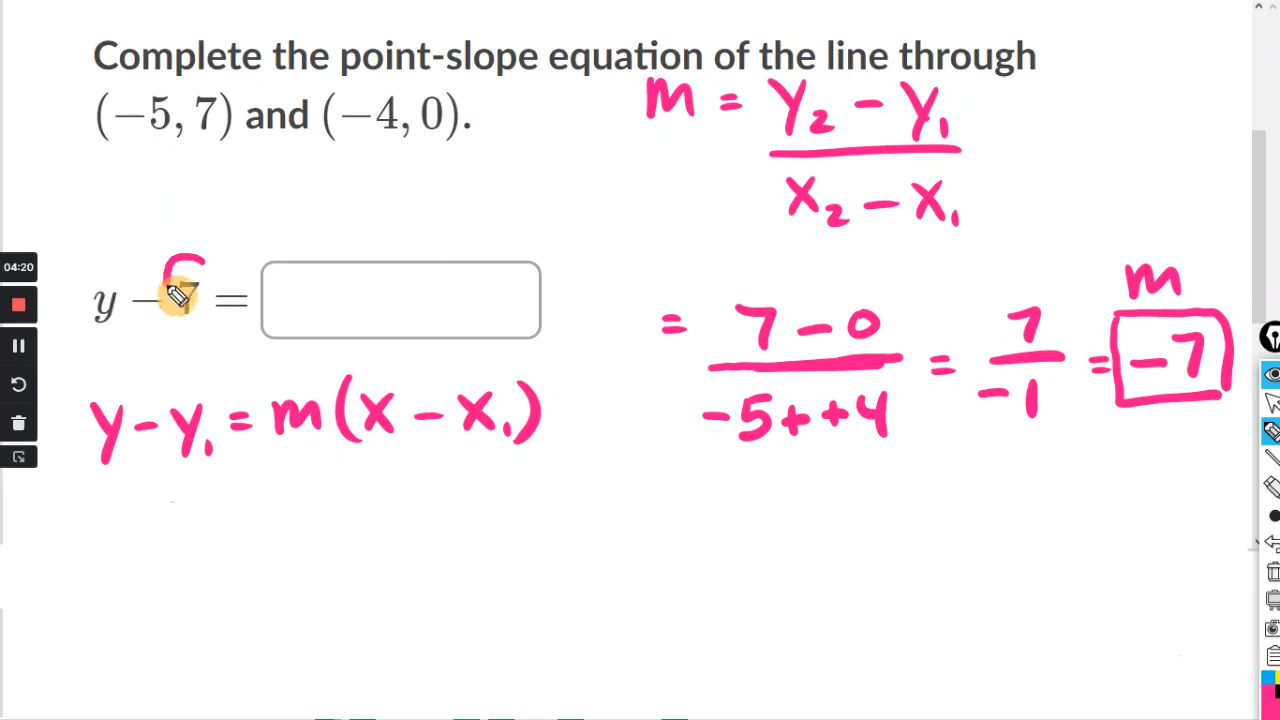 Complete the point-slope equation of the line through
(−5, 7) and (−4, 0).
m = y₂ − y₁
x₂ − x₁
04:20
y − 7 =
m
= 7 − 0 = 7 = −7
−5 + +4 −1
y − y₁ = m(x − x₁)